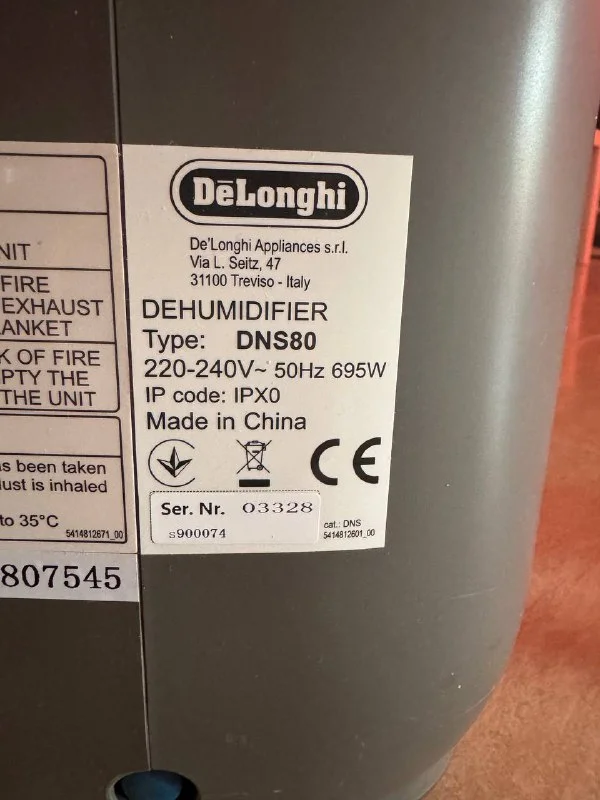 NIT
FIRE
EXHAUST
ANKET
K OF FIRE
PTY THE
THE UNIT
s been taken
ust is inhaled
to 35°C
5414812671_00
807545
DēLonghi
De'Longhi Appliances s.r.l.
Via L. Seitz, 47
31100 Treviso - Italy
DEHUMIDIFIER
Type: DNS80
220-240V~ 50Hz 695W
IP code: IPX0
Made in China
CE
Ser. Nr. 03328
s900074
cat.: DNS
5414812601_00